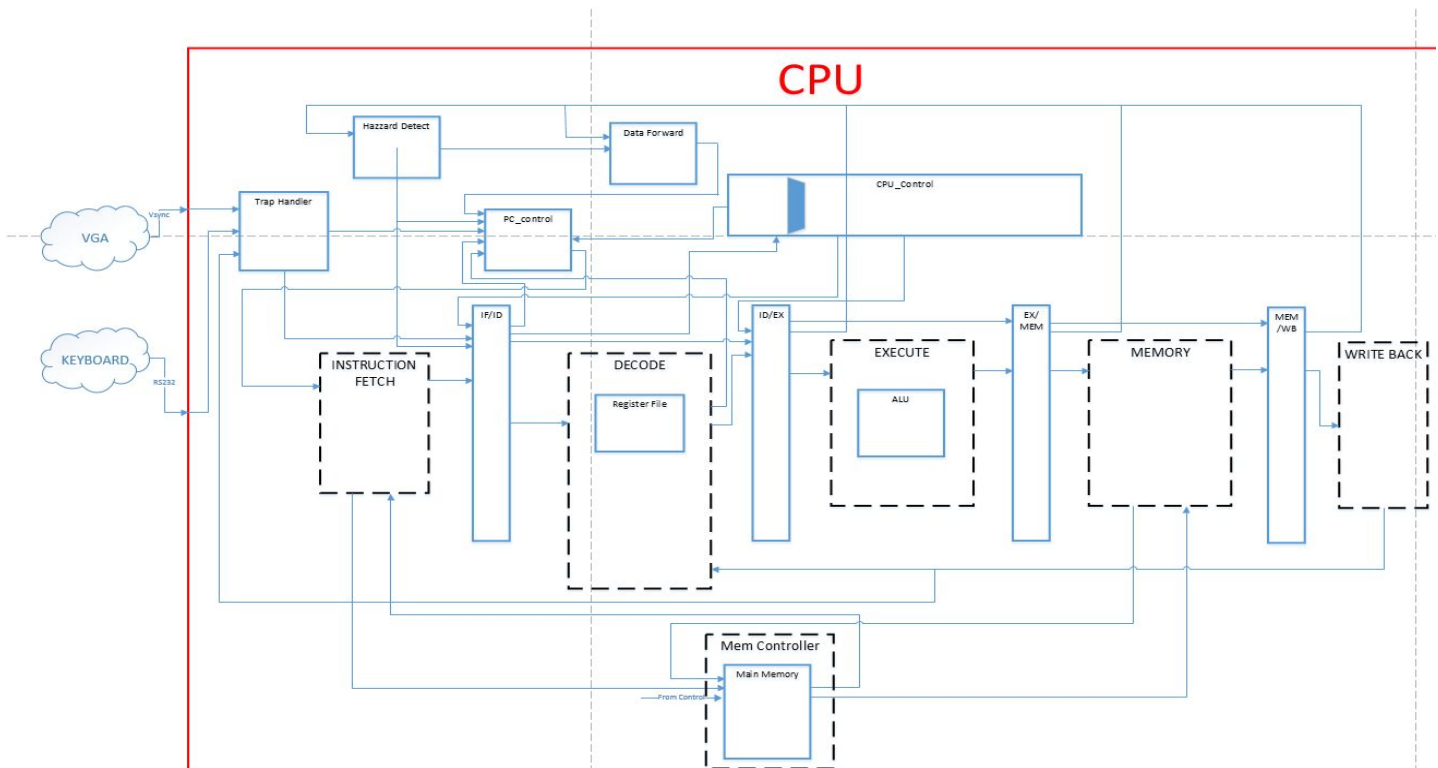 CPU
Hazzard Detect
Data Forward
CPU_Control
Trap Handler
Vsync
PC_control
VGA
IF/ID
ID/EX
EX/
MEM
MEM
/WB
KEYBOARD
RS232
INSTRUCTION
FETCH
DECODE
Register File
EXECUTE
ALU
MEMORY
WRITE BACK
Mem Controller
Main Memory
From Control